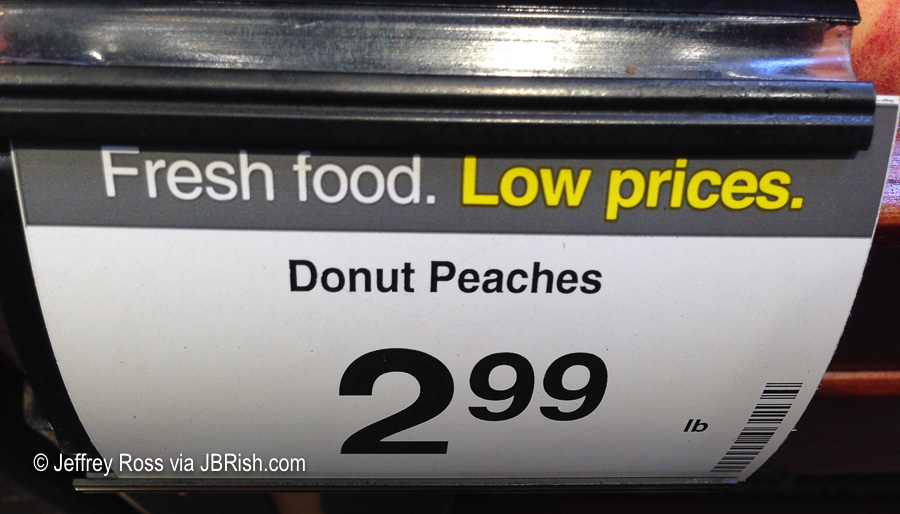 Fresh food. Low prices.
Donut Peaches
2 99
lb
© Jeffrey Ross via JBRish.com